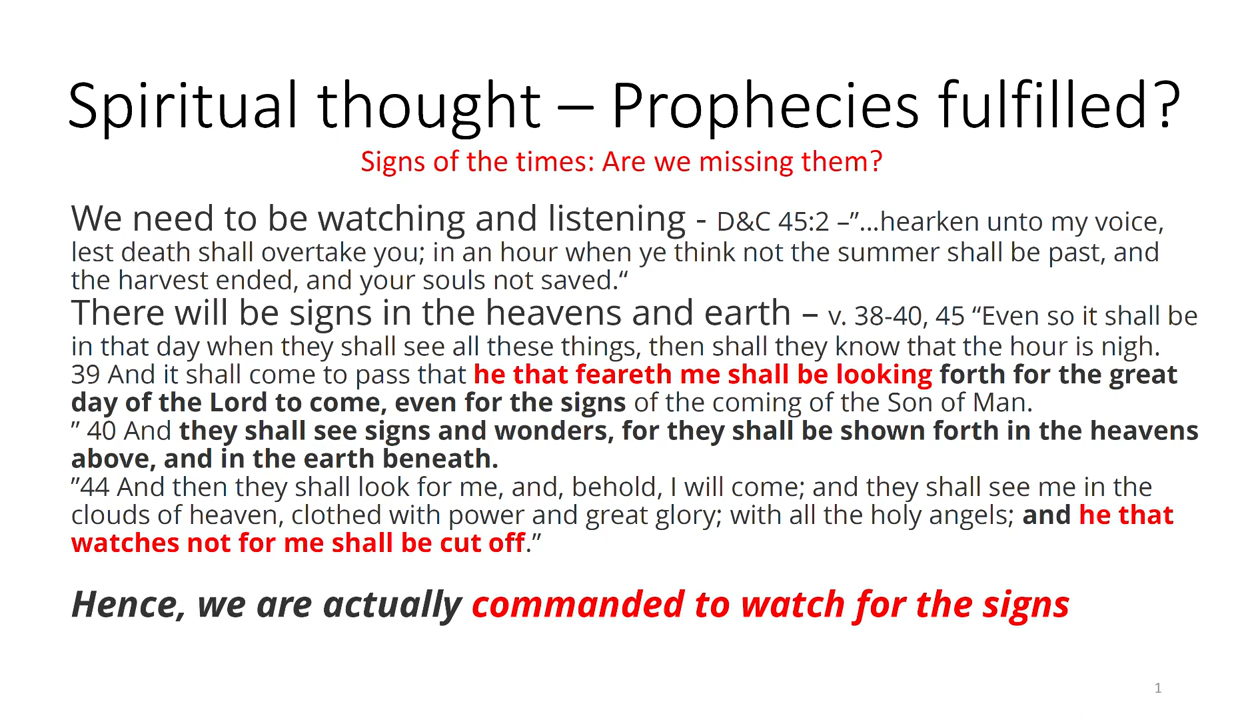 Spiritual thought – Prophecies fulfilled?
Signs of the times: Are we missing them?
We need to be watching and listening - D&C 45:2 –”…hearken unto my voice,
lest death shall overtake you; in an hour when ye think not the summer shall be past, and
the harvest ended, and your souls not saved.“
There will be signs in the heavens and earth – v. 38-40, 45 “Even so it shall be
in that day when they shall see all these things, then shall they know that the hour is nigh.
39 And it shall come to pass that he that feareth me shall be looking forth for the great
day of the Lord to come, even for the signs of the coming of the Son of Man.
” 40 And they shall see signs and wonders, for they shall be shown forth in the heavens
above, and in the earth beneath.
”44 And then they shall look for me, and, behold, I will come; and they shall see me in the
clouds of heaven, clothed with power and great glory; with all the holy angels; and he that
watches not for me shall be cut off.”
Hence, we are actually commanded to watch for the signs
1